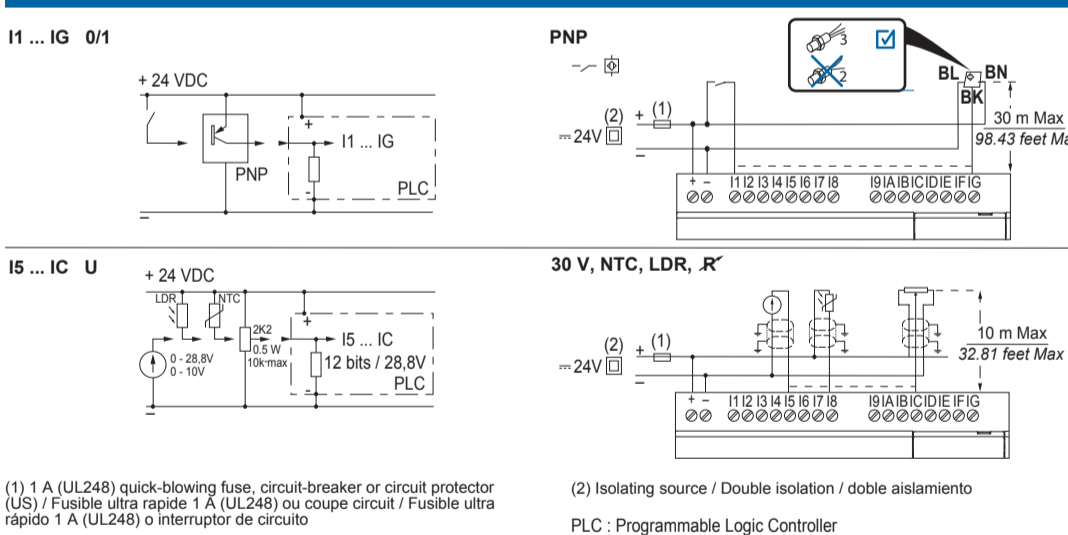 I1 ... IG 0/1
+ 24 VDC
+
I1 ... IG
PNP
-
PLC
–
PNP
3
2
BL
BN
BK
(2)
+
(1)
24V
–
30 m Max
98.43 feet Ma
+ – I1 I2 I3 I4 I5 I6 I7 I8 I9 IA IB IC ID IE IF IG
I5 ... IC U
+ 24 VDC
LDR
NTC
+
2K2
0.5 W
10k max
I5 ... IC
0 - 28,8V
0 - 10V
12 bits / 28,8V
PLC
-
–
30 V, NTC, LDR, R
(2)
+
(1)
24V
–
10 m Max
32.81 feet Max
+ – I1 I2 I3 I4 I5 I6 I7 I8 I9 IA IB IC ID IE IF IG
(1) 1 A (UL248) quick-blowing fuse, circuit-breaker or circuit protector
(US) / Fusible ultra rapide 1 A (UL248) ou coupe circuit / Fusible ultra
rápido 1 A (UL248) o interruptor de circuito
(2) Isolating source / Double isolation / doble aislamiento
PLC : Programmable Logic Controller